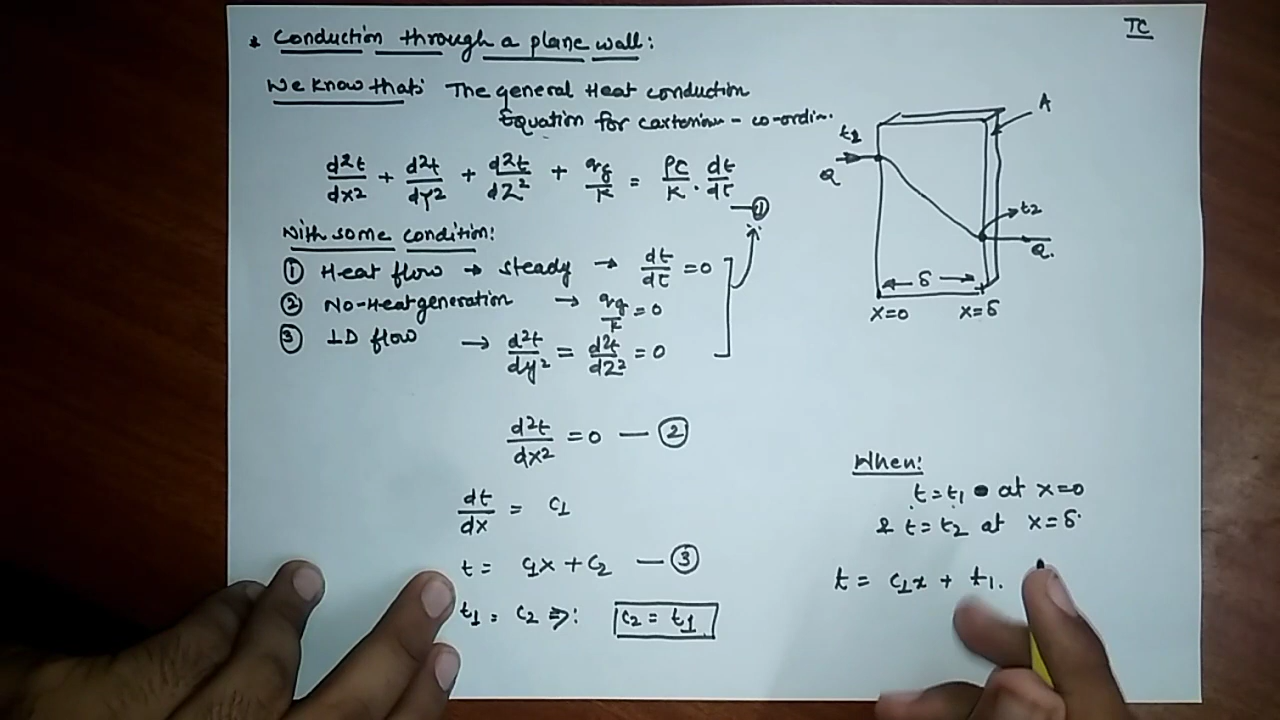 TC
* Conduction through a plane wall:
We know that: The general Heat conduction
Equation for cartesian - co-ordin..
d²t/dx² + d²t/dy² + d²t/dz² + qg/k = ρC/k . dt/dτ
— ①
With some condition:
① Heat flow → steady → dt/dτ = 0
② No-Heat generation → qg/k = 0
③ 1D flow → d²t/dy² = d²t/dz² = 0
d²t/dx² = 0 — ②
dt/dx = c1
t = c1x + c2 — ③
t1 = c2 ⇒: c2 = t1
A
t2
Q
t2
Q.
δ
x=0 x=δ
When:
t=t1 at x=0
& t=t2 at x=δ
t = c1x + t1.